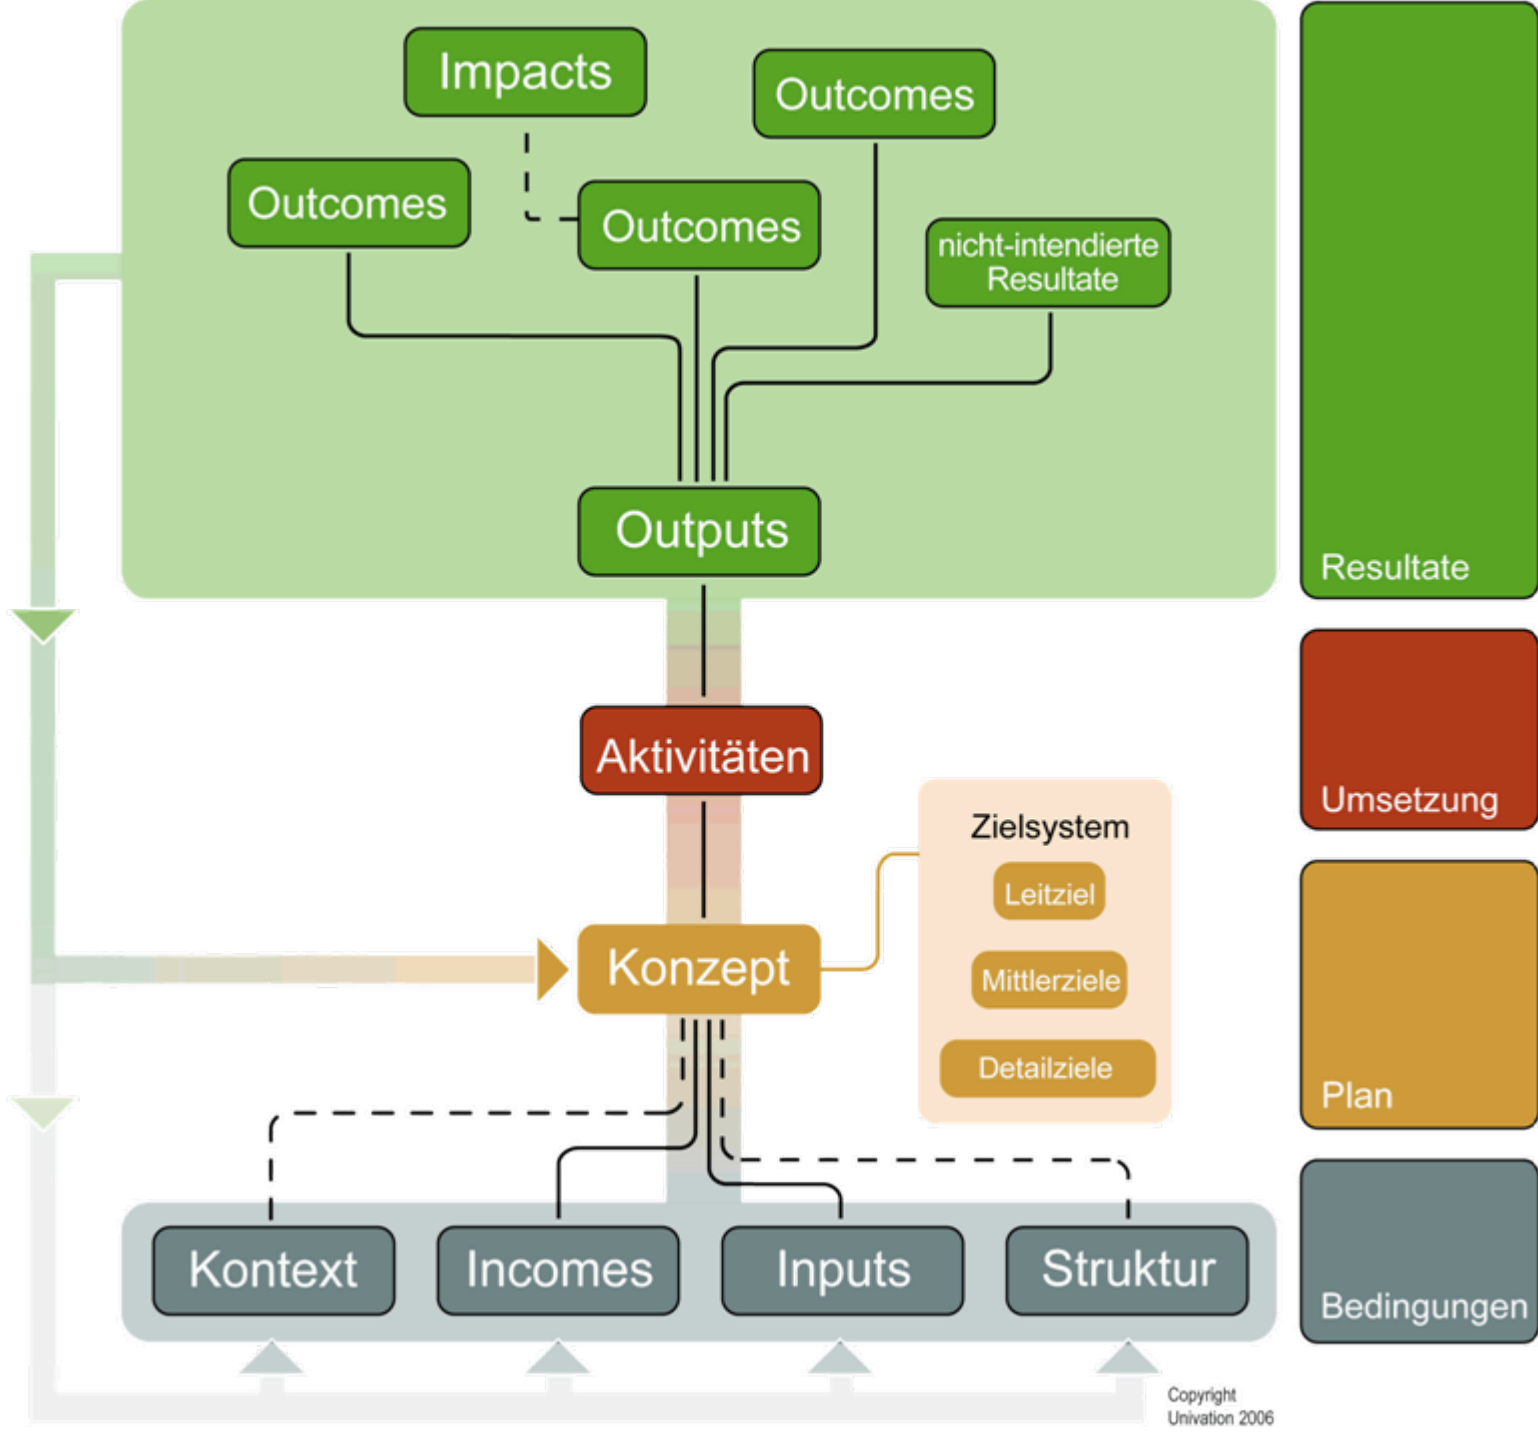 Impacts
Outcomes
Outcomes
Outcomes
nicht-intendierte
Resultate
Outputs
Resultate
Aktivitäten
Umsetzung
Zielsystem
Leitziel
Mittlerziele
Detailziele
Konzept
Plan
Kontext
Incomes
Inputs
Struktur
Bedingungen
Copyright
Univation 2006